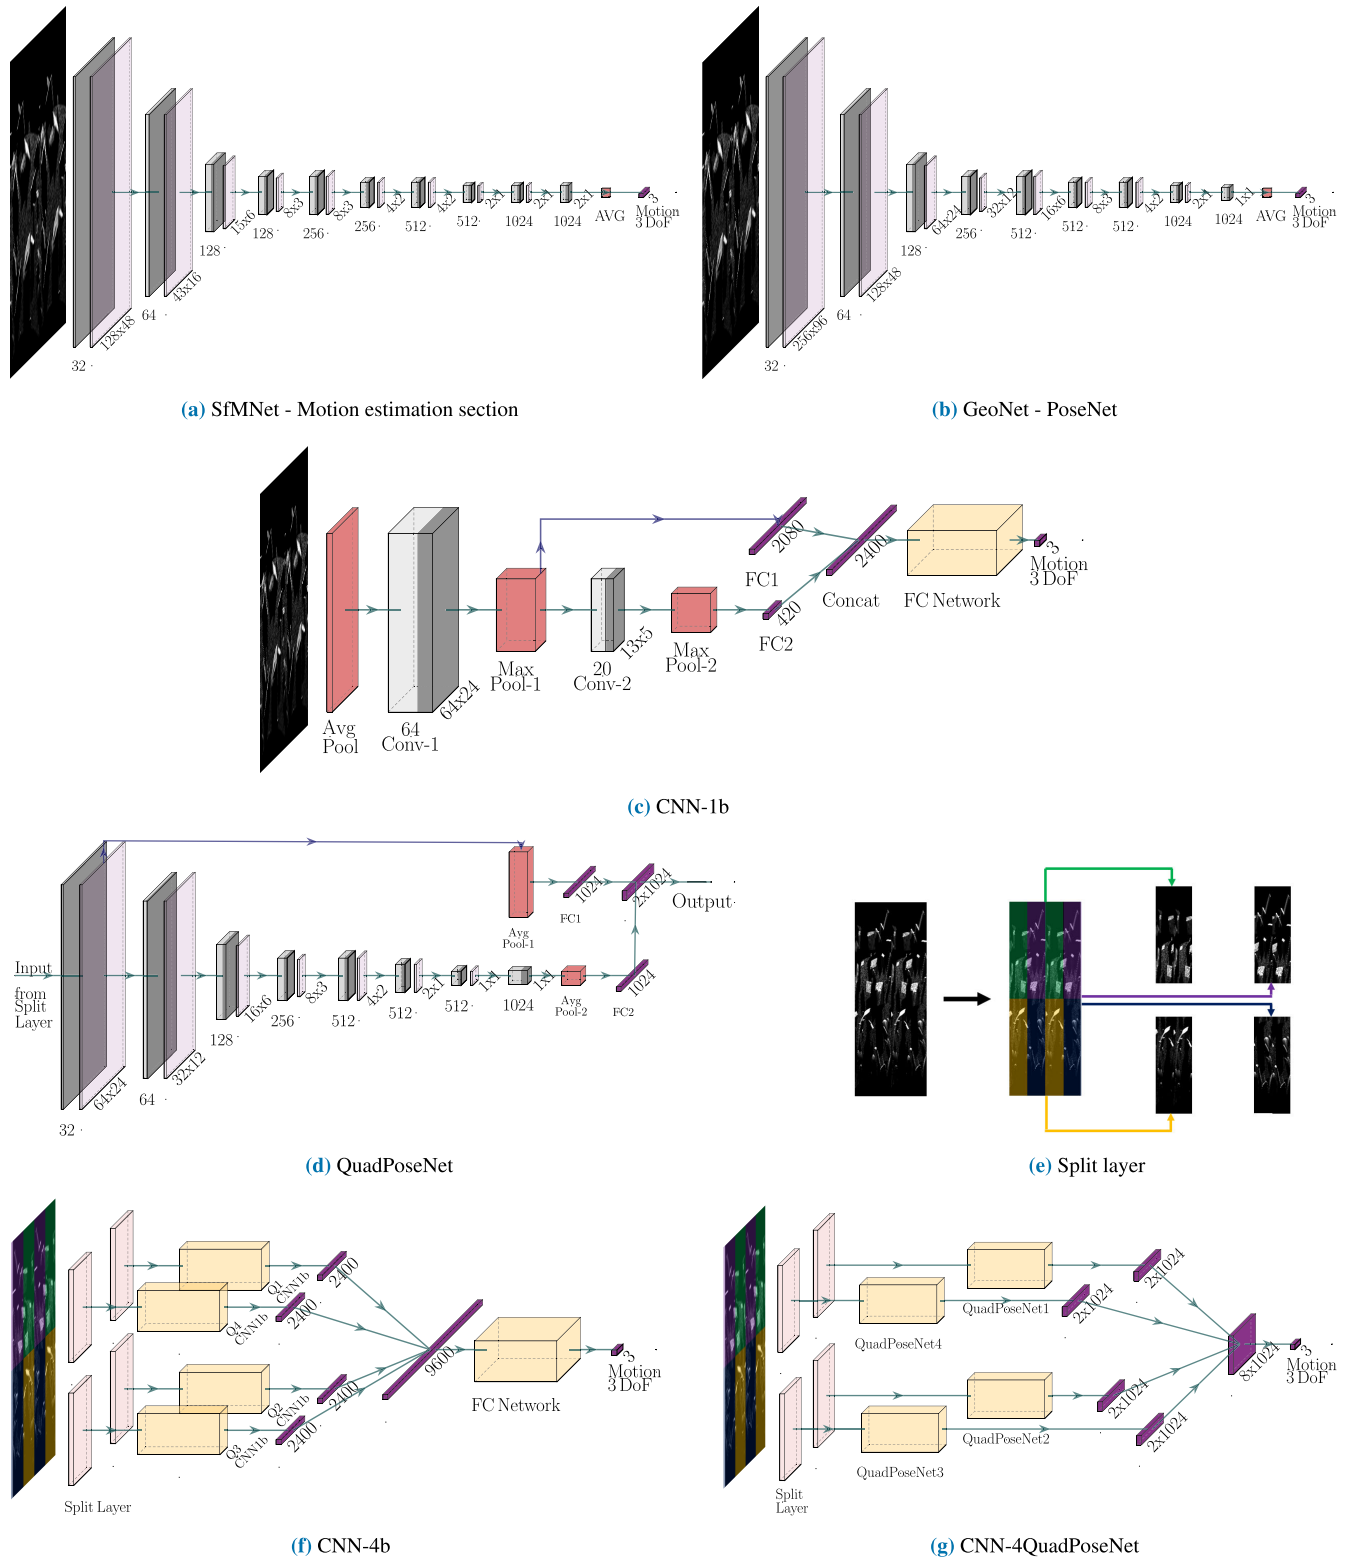 32
128x48
64
43x16
128
15x6
128
8x3
256
8x3
256
4x2
512
4x2
512
2x1
1024
2x1
1024
2x1
AVG
3
Motion
3 DoF
(a) SfMNet - Motion estimation section
32
256x96
64
128x48
128
64x24
256
32x12
512
16x6
512
8x3
512
4x2
1024
2x1
1024
1x1
AVG
3
Motion
3 DoF
(b) GeoNet - PoseNet
Avg
Pool
64
Conv-1
64x24
Max
Pool-1
20
Conv-2
13x5
Max
Pool-2
FC1
2080
FC2
420
Concat
2400
FC Network
3
Motion
3 DoF
(c) CNN-1b
Input
from
Split
Layer
32
64x24
64
32x12
128
16x6
256
8x3
512
4x2
512
2x1
512
1x1
1024
1x1
Avg
Pool-2
FC2
1024
Avg
Pool-1
FC1
1024
2x1024
Output
(d) QuadPoseNet
(e) Split layer
Split Layer
Q1
CNN1b
2400
Q4
CNN1b
2400
Q2
CNN1b
2400
Q3
CNN1b
2400
9600
FC Network
3
Motion
3 DoF
(f) CNN-4b
Split
Layer
QuadPoseNet1
2x1024
QuadPoseNet4
2x1024
QuadPoseNet2
2x1024
QuadPoseNet3
2x1024
8x1024
3
Motion
3 DoF
(g) CNN-4QuadPoseNet